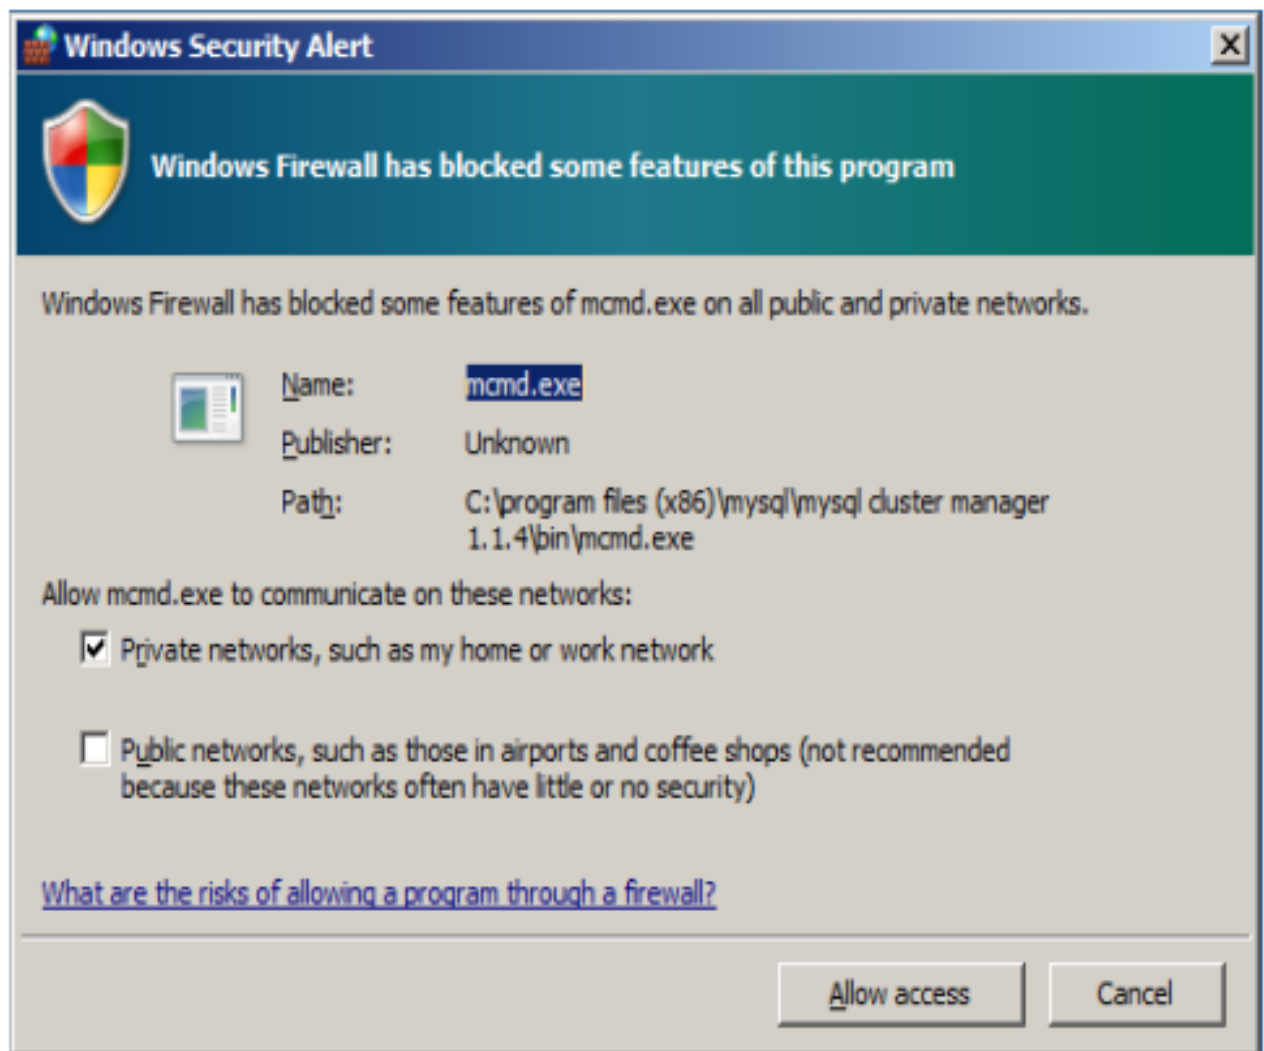 Windows Security Alert
Windows Firewall has blocked some features of this program
Windows Firewall has blocked some features of mcmd.exe on all public and private networks.
Name: mcmd.exe
Publisher: Unknown
Path: C:\program files (x86)\mysql\mysql cluster manager
1.1.4\bin\mcmd.exe
Allow mcmd.exe to communicate on these networks:
Private networks, such as my home or work network
Public networks, such as those in airports and coffee shops (not recommended
because these networks often have little or no security)
What are the risks of allowing a program through a firewall?
Allow access Cancel